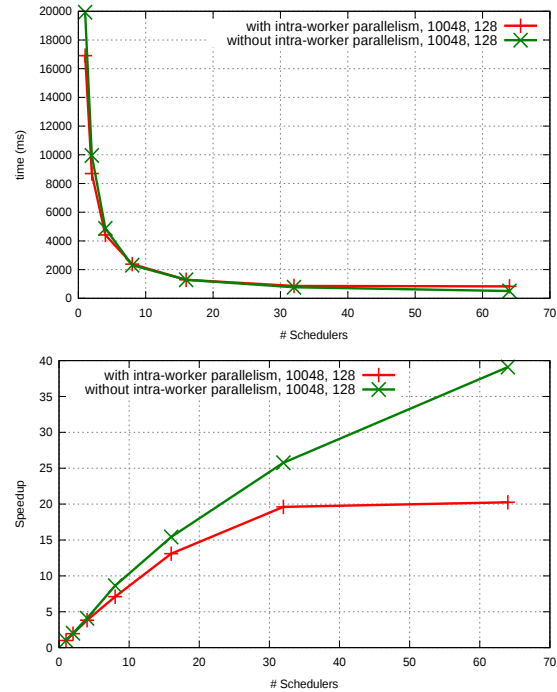 20000
18000
16000
14000
12000
10000
8000
6000
4000
2000
0
time (ms)
with intra-worker parallelism, 10048, 128
without intra-worker parallelism, 10048, 128
0 10 20 30 40 50 60 70
# Schedulers
40
35
30
25
20
15
10
5
0
Speedup
with intra-worker parallelism, 10048, 128
without intra-worker parallelism, 10048, 128
0 10 20 30 40 50 60 70
# Schedulers